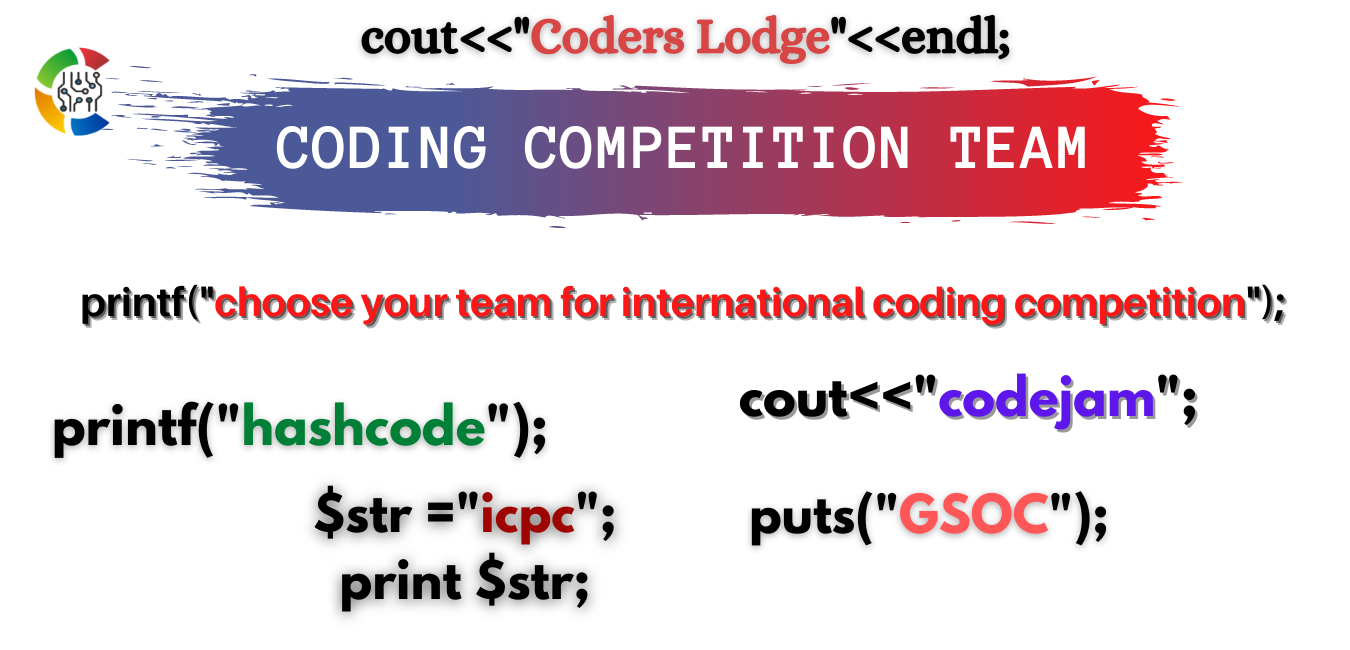 cout<<"Coders Lodge"<<endl;
CODING COMPETITION TEAM
printf("choose your team for international coding competition");
printf("hashcode");
cout<<"codejam";
$str ="icpc";
print $str;
puts("GSOC");